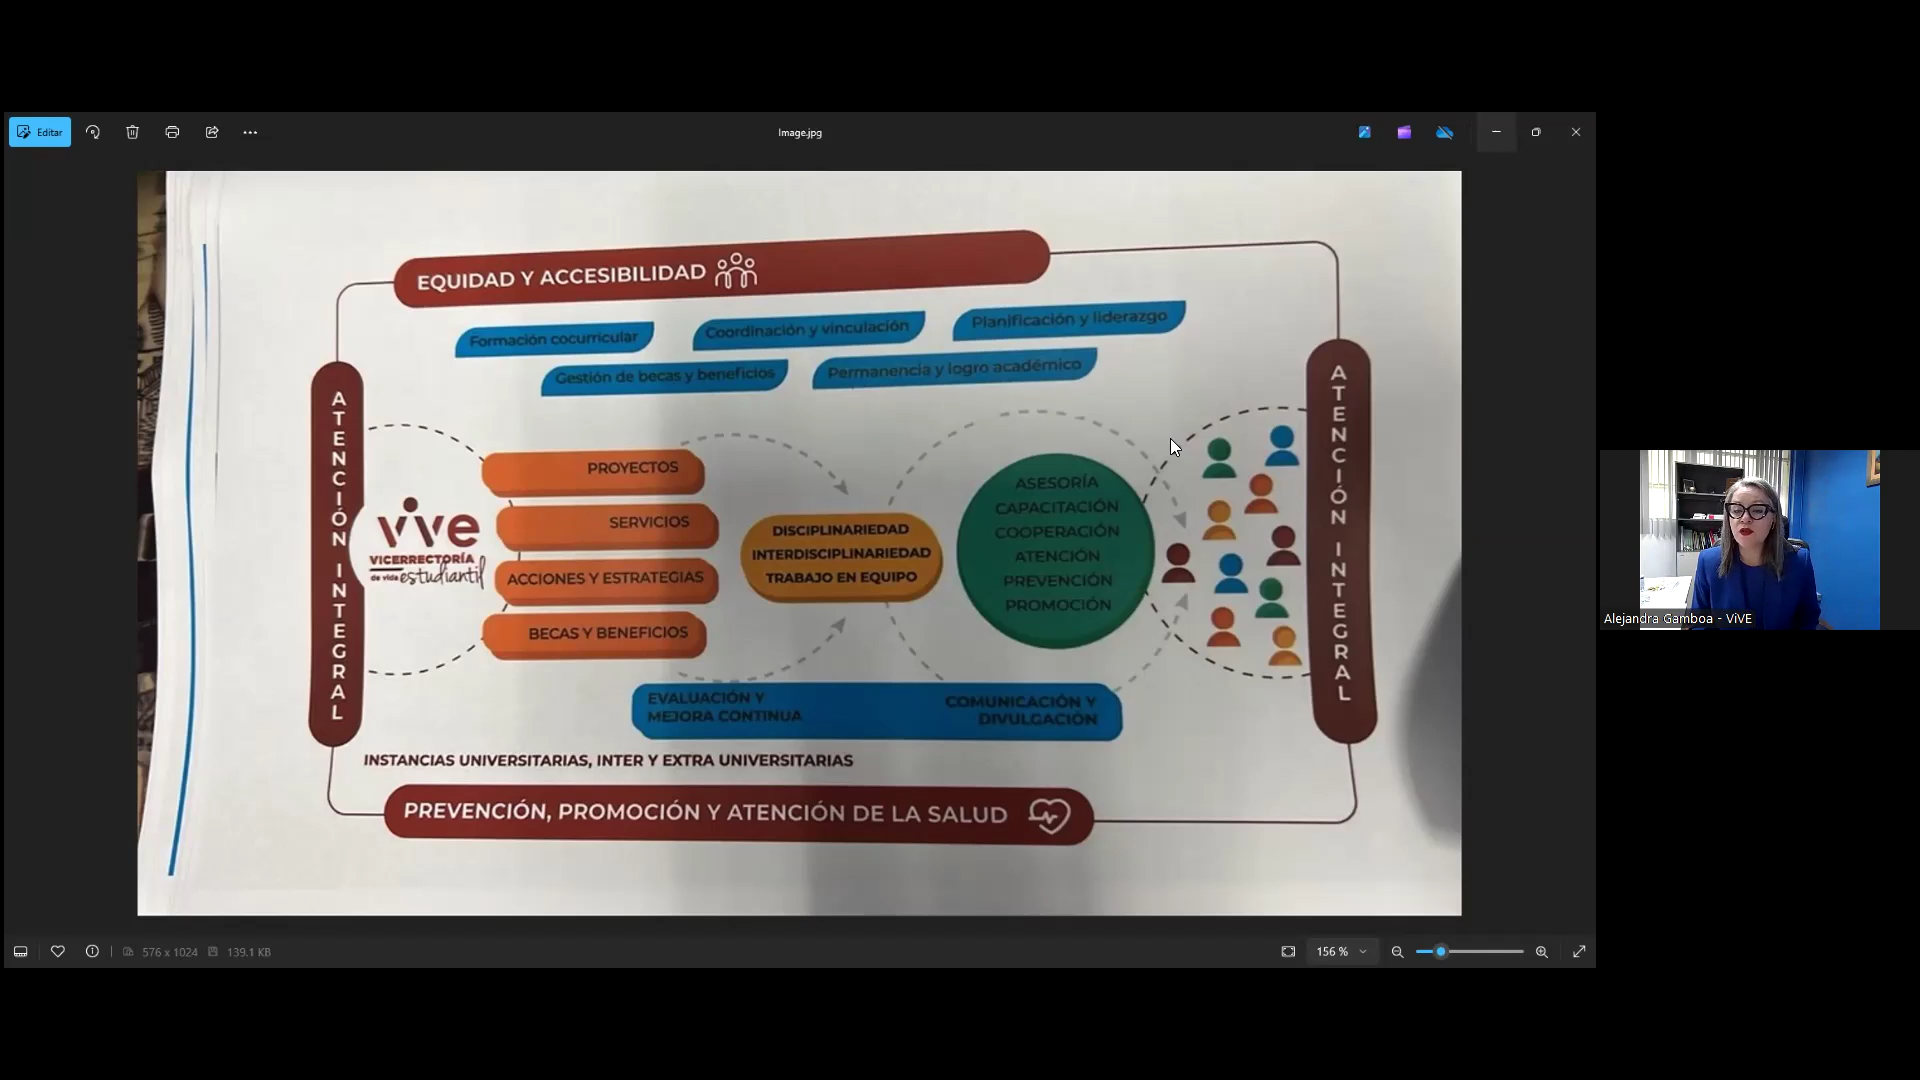 Editar
Image.jpg
EQUIDAD Y ACCESIBILIDAD
Formación cocurricular
Coordinación y vinculación
Planificación y liderazgo
Gestión de becas y beneficios
Permanencia y logro académico
ATENCIÓN INTEGRAL
vive
VICERRECTORÍA
de vida estudiantil
PROYECTOS
SERVICIOS
ACCIONES Y ESTRATEGIAS
BECAS Y BENEFICIOS
DISCIPLINARIEDAD
INTERDISCIPLINARIEDAD
TRABAJO EN EQUIPO
ASESORÍA
CAPACITACIÓN
COOPERACIÓN
ATENCIÓN
PREVENCIÓN
PROMOCIÓN
ATENCIÓN INTEGRAL
EVALUACIÓN Y
MEJORA CONTINUA
COMUNICACIÓN Y
DIVULGACIÓN
INSTANCIAS UNIVERSITARIAS, INTER Y EXTRA UNIVERSITARIAS
PREVENCIÓN, PROMOCIÓN Y ATENCIÓN DE LA SALUD
576 x 1024
139.1 KB
156 %
Alejandra Gamboa - ViVE